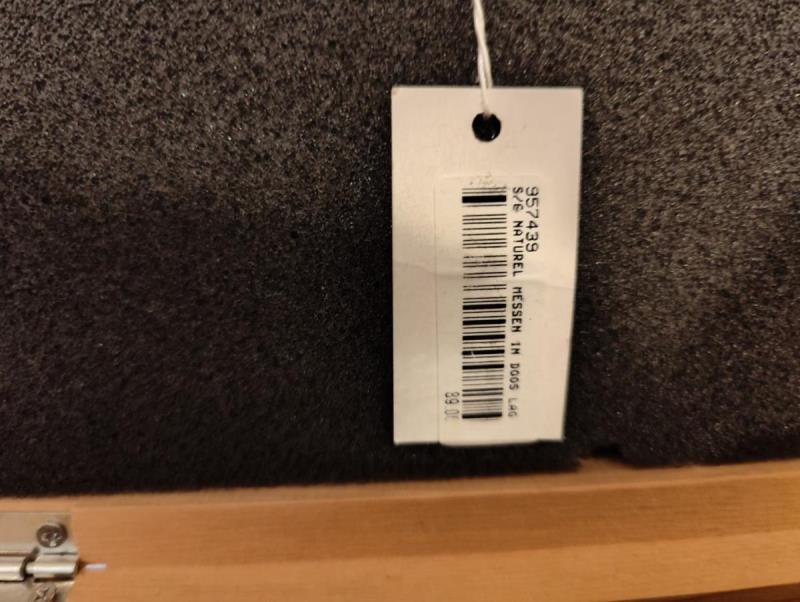 957439
S/6 NATUREL MESSEN IN DOOS LAG
89.00